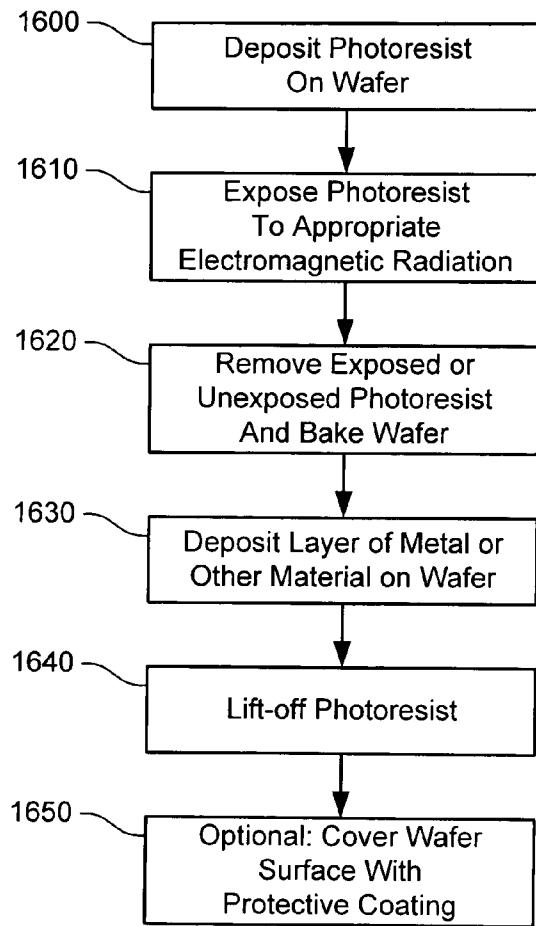 1600
Deposit Photoresist
On Wafer
1610
Expose Photoresist
To Appropriate
Electromagnetic Radiation
1620
Remove Exposed or
Unexposed Photoresist
And Bake Wafer
1630
Deposit Layer of Metal or
Other Material on Wafer
1640
Lift-off Photoresist
1650
Optional: Cover Wafer
Surface With
Protective Coating